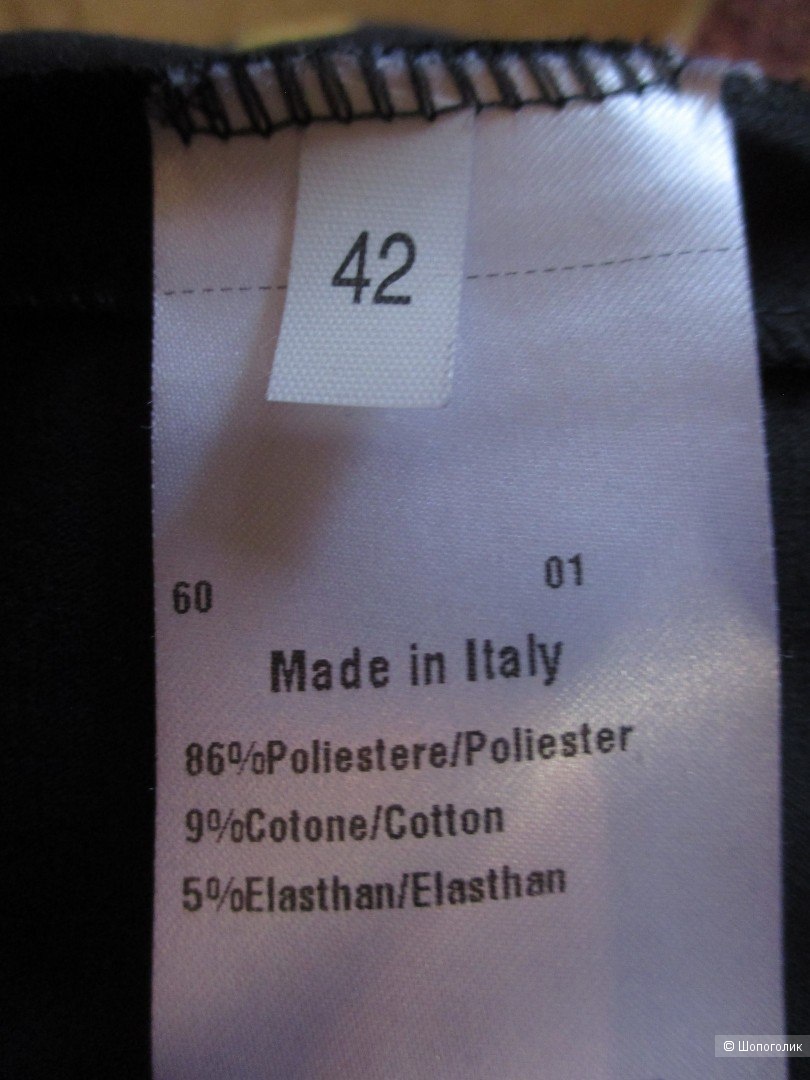 42
60 01
Made in Italy
86%Poliestere/Poliester
9%Cotone/Cotton
5%Elasthan/Elasthan
© Шопоголик